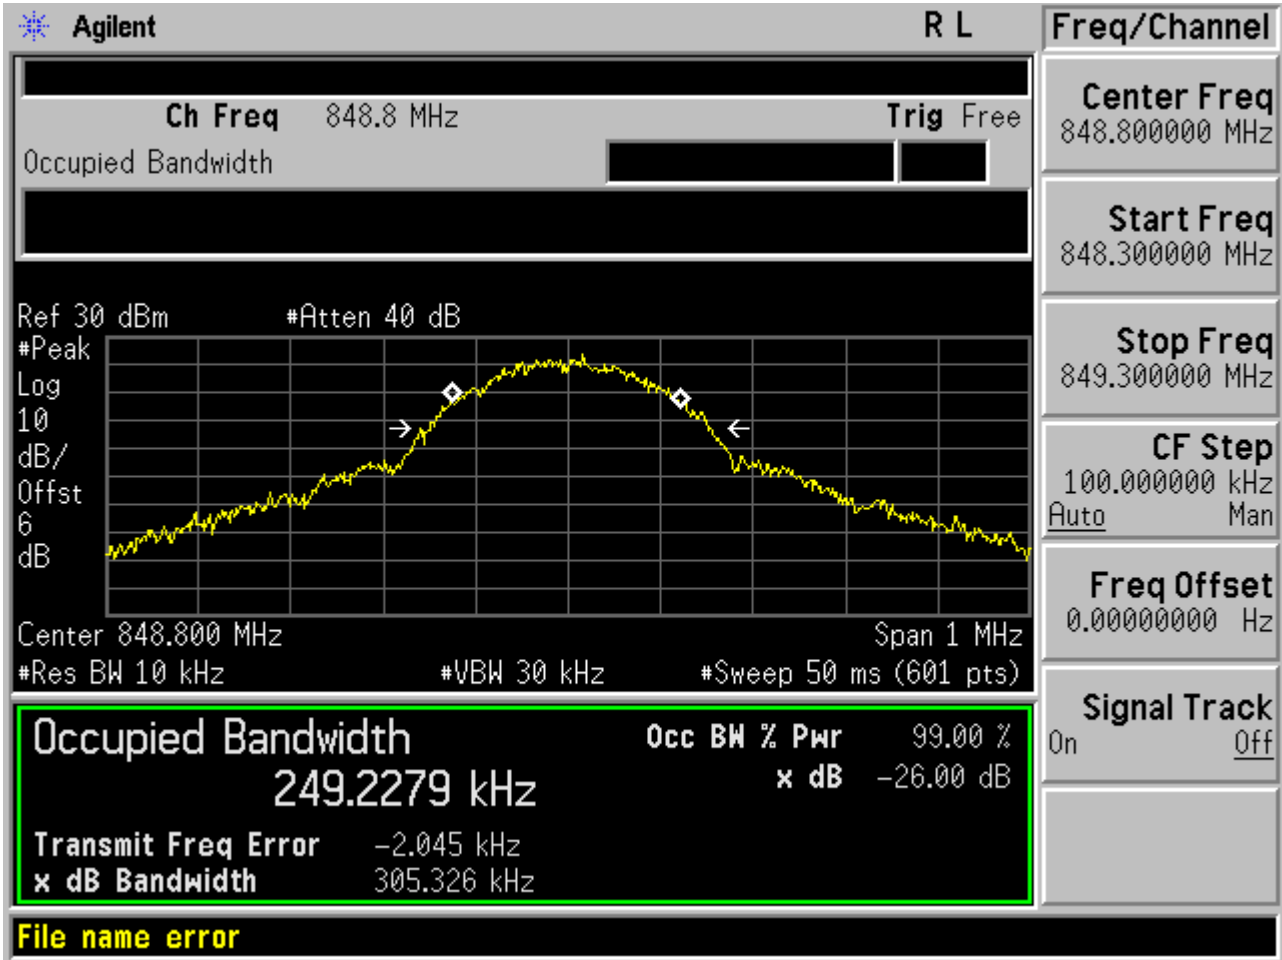 Agilent
R L
Freq/Channel
Ch Freq 848.8 MHz
Trig Free
Occupied Bandwidth
Ref 30 dBm
#Atten 40 dB
#Peak
Log
10
dB/
Offst
6
dB
Center 848.800 MHz
Span 1 MHz
#Res BW 10 kHz
#VBW 30 kHz
#Sweep 50 ms (601 pts)
Occupied Bandwidth
249.2279 kHz
Occ BW % Pwr 99.00 %
x dB -26.00 dB
Transmit Freq Error -2.045 kHz
x dB Bandwidth 305.326 kHz
File name error
Center Freq
848.800000 MHz
Start Freq
848.300000 MHz
Stop Freq
849.300000 MHz
CF Step
100.000000 kHz
Auto Man
Freq Offset
0.00000000 Hz
Signal Track
On Off